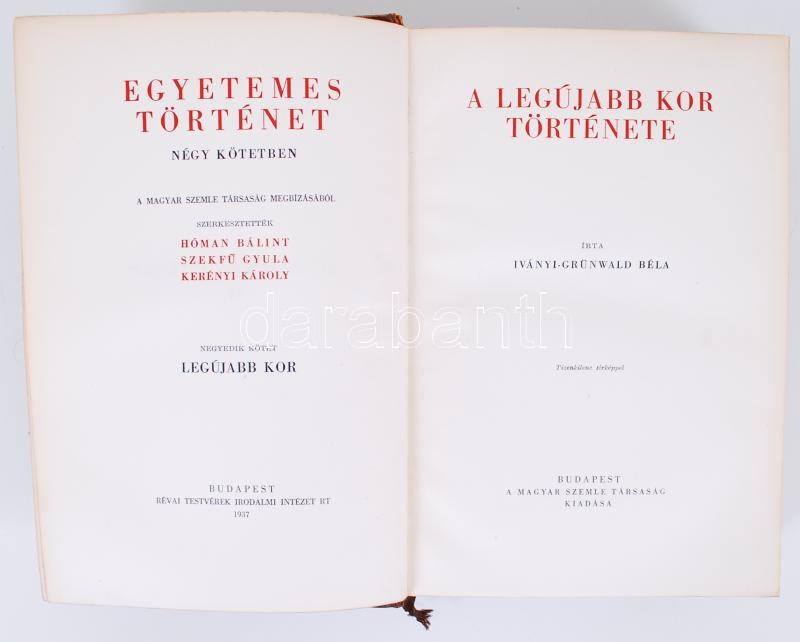 EGYETEMES
TÖRTÉNET
NÉGY KÖTETBEN
A MAGYAR SZEMLE TÁRSASÁG MEGBÍZÁSÁBÓL
SZERKESZTETTÉK
HÓMAN BÁLINT
SZEKFŰ GYULA
KERÉNYI KÁROLY
NEGYEDIK KÖTET
LEGÚJABB KOR
BUDAPEST
RÉVAI TESTVÉREK IRODALMI INTÉZET RT
1937
A LEGÚJABB KOR
TÖRTÉNETE
ÍRTA
IVÁNYI-GRÜNWALD BÉLA
Tizenkilenc térképpel
BUDAPEST
A MAGYAR SZEMLE TÁRSASÁG
KIADÁSA
darabanth